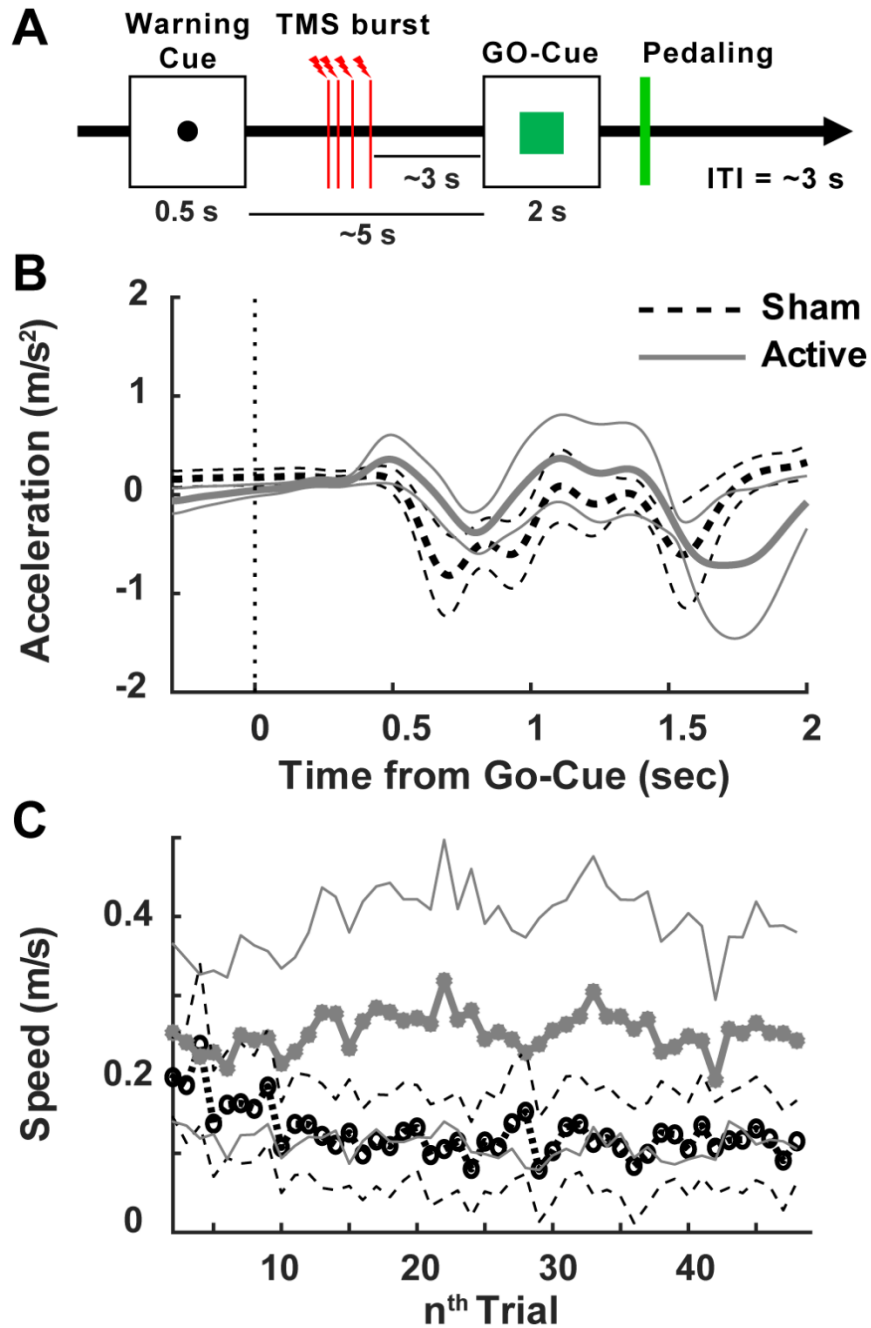 A
Warning
Cue
TMS burst
GO-Cue
Pedaling
~3 s
ITI = ~3 s
0.5 s
~5 s
2 s
B
2
1
0
-1
-2
Acceleration (m/s²)
Sham
Active
0
0.5
1
1.5
2
Time from Go-Cue (sec)
C
0.4
0.2
0
Speed (m/s)
10
20
30
40
nᵗʰ Trial